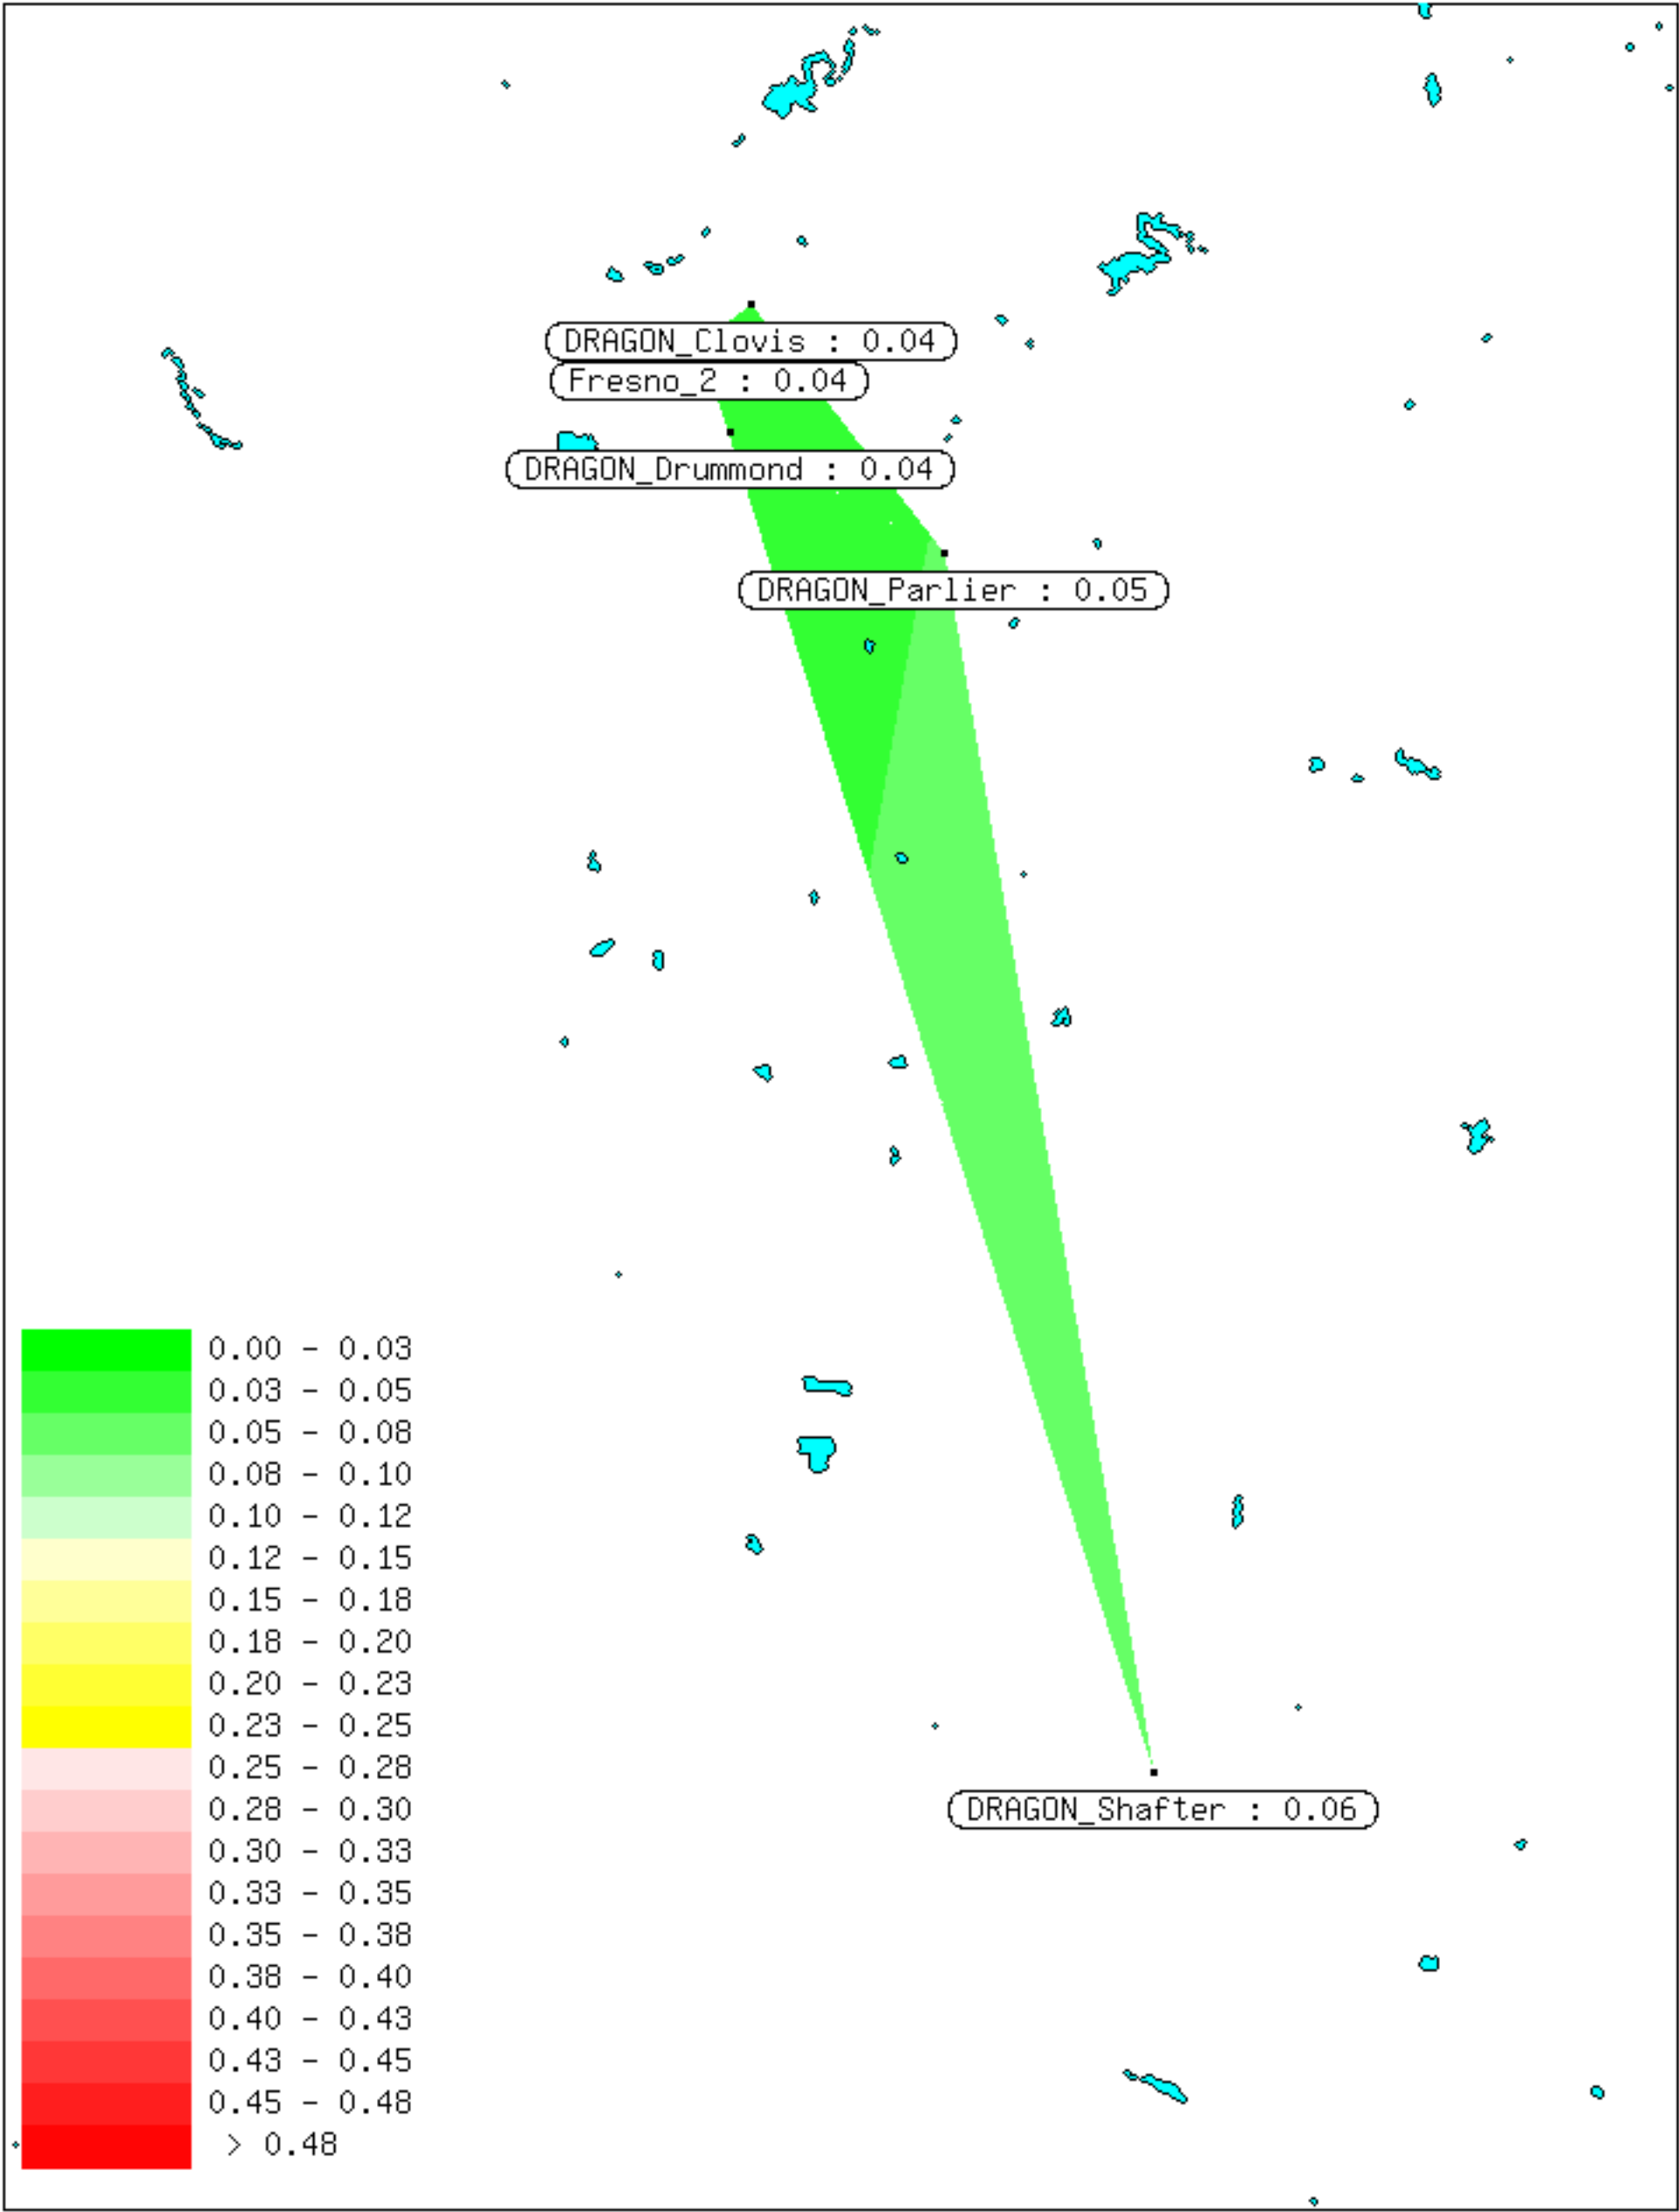 DRAGON_Clovis : 0.04
Fresno_2 : 0.04
DRAGON_Drummond : 0.04
DRAGON_Parlier : 0.05
0.00 - 0.03
0.03 - 0.05
0.05 - 0.08
0.08 - 0.10
0.10 - 0.12
0.12 - 0.15
0.15 - 0.18
0.18 - 0.20
0.20 - 0.23
0.23 - 0.25
0.25 - 0.28
0.28 - 0.30
0.30 - 0.33
0.33 - 0.35
0.35 - 0.38
0.38 - 0.40
0.40 - 0.43
0.43 - 0.45
0.45 - 0.48
> 0.48
DRAGON_Shafter : 0.06